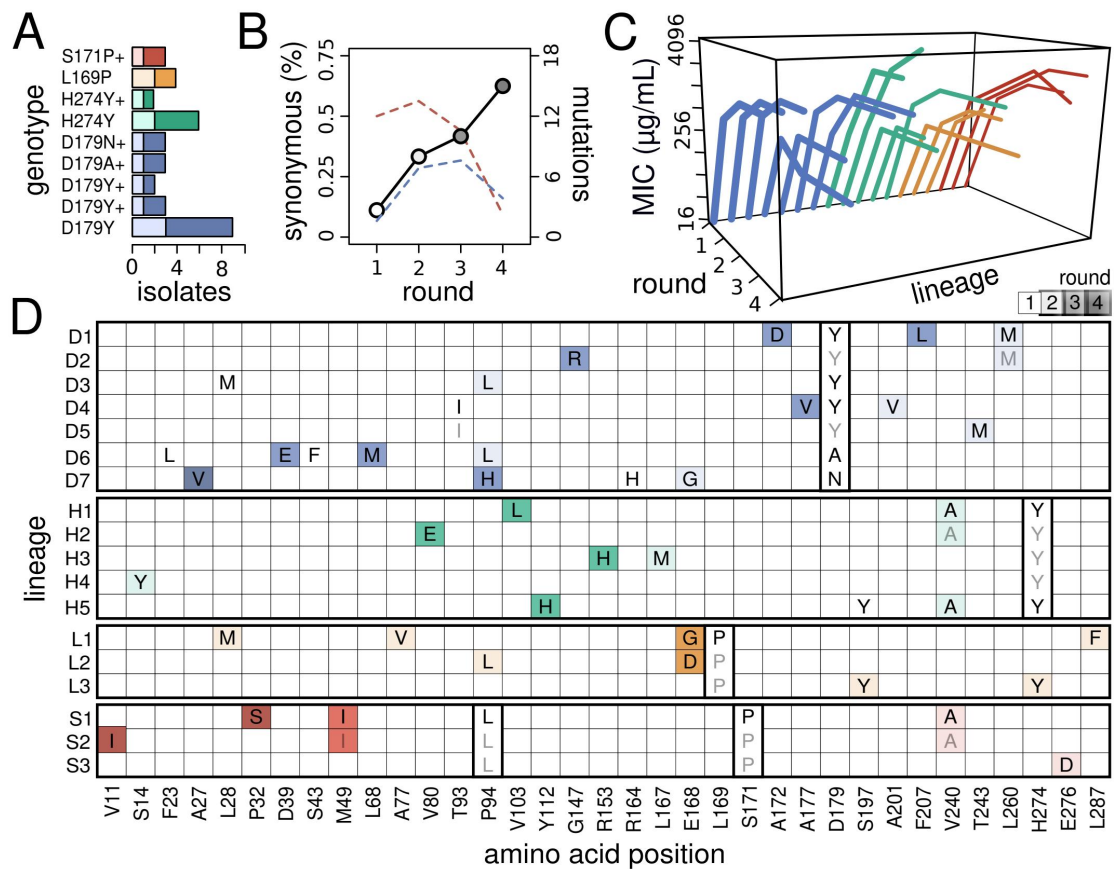 A
genotype
S171P+
L169P
H274Y+
H274Y
D179N+
D179A+
D179Y+
D179Y+
D179Y
0 4 8
isolates
B
synonymous (%)
0.75
0.5
0.25
0
18
12
6
0
mutations
1 2 3 4
round
C
MIC (µg/mL)
4096
256
16
1
2
3
4
round
lineage
round
1 2 3 4
D
lineage
D1 D Y L M
D2 R Y M
D3 M L Y
D4 I V Y V
D5 I Y M
D6 L E F M L A
D7 V H H G N
H1 L A Y
H2 E A Y
H3 H M Y
H4 Y Y
H5 H Y A Y
L1 M V G P F
L2 L D P
L3 P Y Y
S1 S I L P A
S2 I I L P A
S3 L P D
V11 S14 F23 A27 L28 P32 D39 S43 M49 L68 A77 V80 T93 P94 V103 Y112 G147 R153 R164 L167 E168 L169 S171 A172 A177 D179 S197 A201 F207 V240 T243 L260 H274 E276 L287
amino acid position